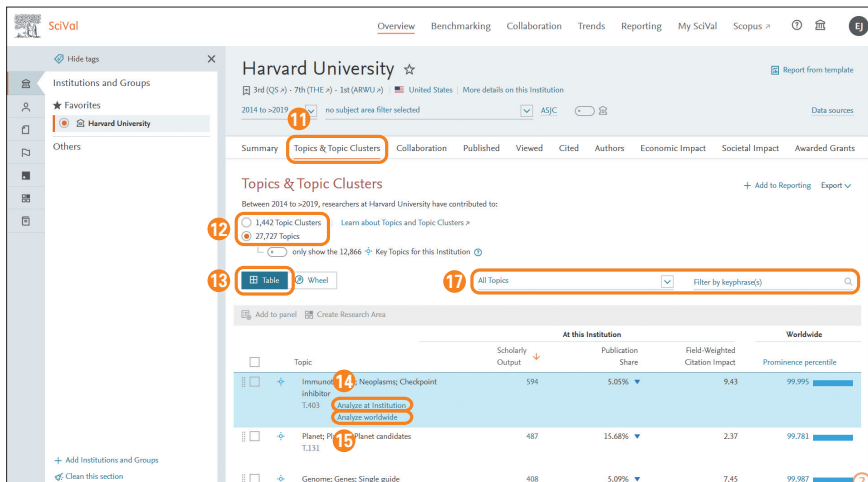 SciVal
Overview Benchmarking Collaboration Trends Reporting My SciVal Scopus ↗ EJ
Hide tags
Institutions and Groups
Favorites
Harvard University
Others
Harvard University
Report from template
3rd (QS ↗) - 7th (THE ↗) - 1st (ARWU ↗) United States More details on this Institution
2014 to >2019 no subject area filter selected ASJC Data sources
11
Summary Topics & Topic Clusters Collaboration Published Viewed Cited Authors Economic Impact Societal Impact Awarded Grants
Topics & Topic Clusters
+ Add to Reporting Export
Between 2014 to >2019, researchers at Harvard University have contributed to:
12
1,442 Topic Clusters Learn about Topics and Topic Clusters >
27,727 Topics
only show the 12,866 Key Topics for this Institution
13 Table Wheel 17 All Topics Filter by keyphrase(s)
Add to panel Create Research Area
At this Institution Worldwide
Topic Scholarly Output Publication Share Field-Weighted Citation Impact Prominence percentile
14 Neoplasms; Checkpoint 594 5.05% 9.43 99.995
inhibitor
T.403 Analyze at Institution
Analyze worldwide
Planet; Planet candidates 487 15.68% 2.37 99.781
T.131 15
Genome; Genes; Single guide 408 5.09% 7.45 99.987
+ Add Institutions and Groups
Clean this section